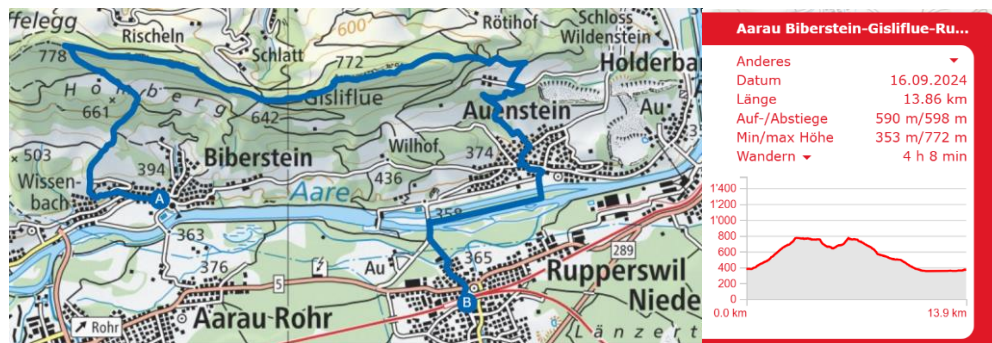 ffelegg
Rischeln
600
Rötihof
Schloss
Wildenstein
778
Schlatt
772
Holderba
Homberg
Gisliflue
661
642
Auenstein
Au
503
394
Biberstein
Wilhof
374
Wissen-
bach
A
436
Aare
358
363
376
Au
365
289
5
Rupperswil
B
Niede
Rohr
Aarau Rohr
Länzert
Aarau Biberstein-Gisliflue-Ru...
Anderes
Datum 16.09.2024
Länge 13.86 km
Auf-/Abstiege 590 m/598 m
Min/max Höhe 353 m/772 m
Wandern 4 h 8 min
1'400
1'200
1'000
800
600
400
200
0
0.0 km 13.9 km